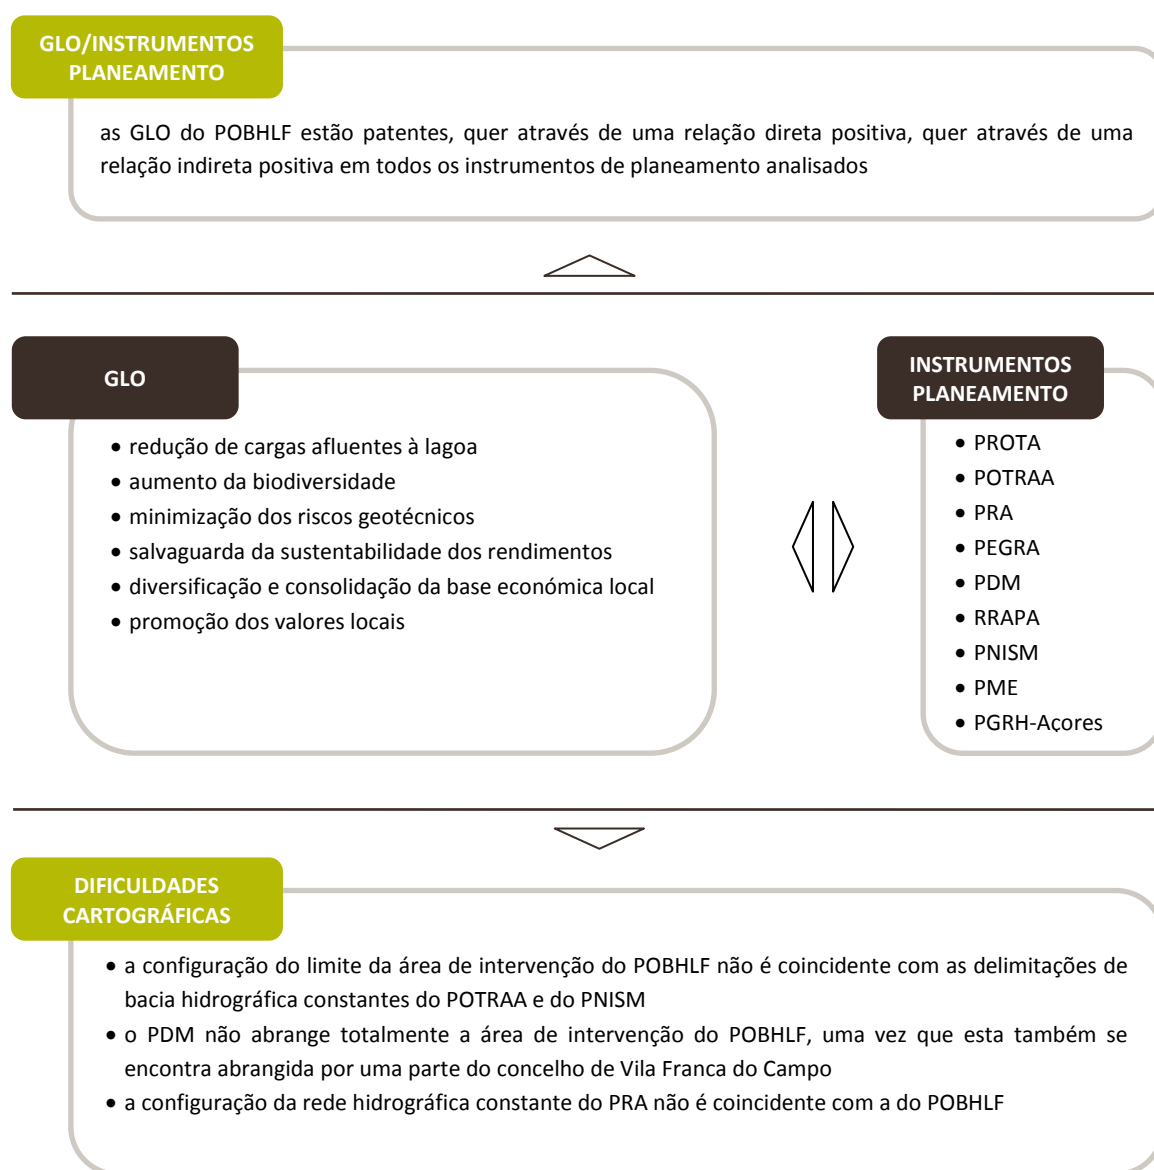 GLO/INSTRUMENTOS
PLANEAMENTO
as GLO do POBHLF estão patentes, quer através de uma relação direta positiva, quer através de uma
relação indireta positiva em todos os instrumentos de planeamento analisados
GLO
• redução de cargas afluentes à lagoa
• aumento da biodiversidade
• minimização dos riscos geotécnicos
• salvaguarda da sustentabilidade dos rendimentos
• diversificação e consolidação da base económica local
• promoção dos valores locais
INSTRUMENTOS
PLANEAMENTO
• PROTA
• POTRAA
• PRA
• PEGRA
• PDM
• RRAPA
• PNISM
• PME
• PGRH-Açores
DIFICULDADES
CARTOGRÁFICAS
• a configuração do limite da área de intervenção do POBHLF não é coincidente com as delimitações de
bacia hidrográfica constantes do POTRAA e do PNISM
• o PDM não abrange totalmente a área de intervenção do POBHLF, uma vez que esta também se
encontra abrangida por uma parte do concelho de Vila Franca do Campo
• a configuração da rede hidrográfica constante do PRA não é coincidente com a do POBHLF